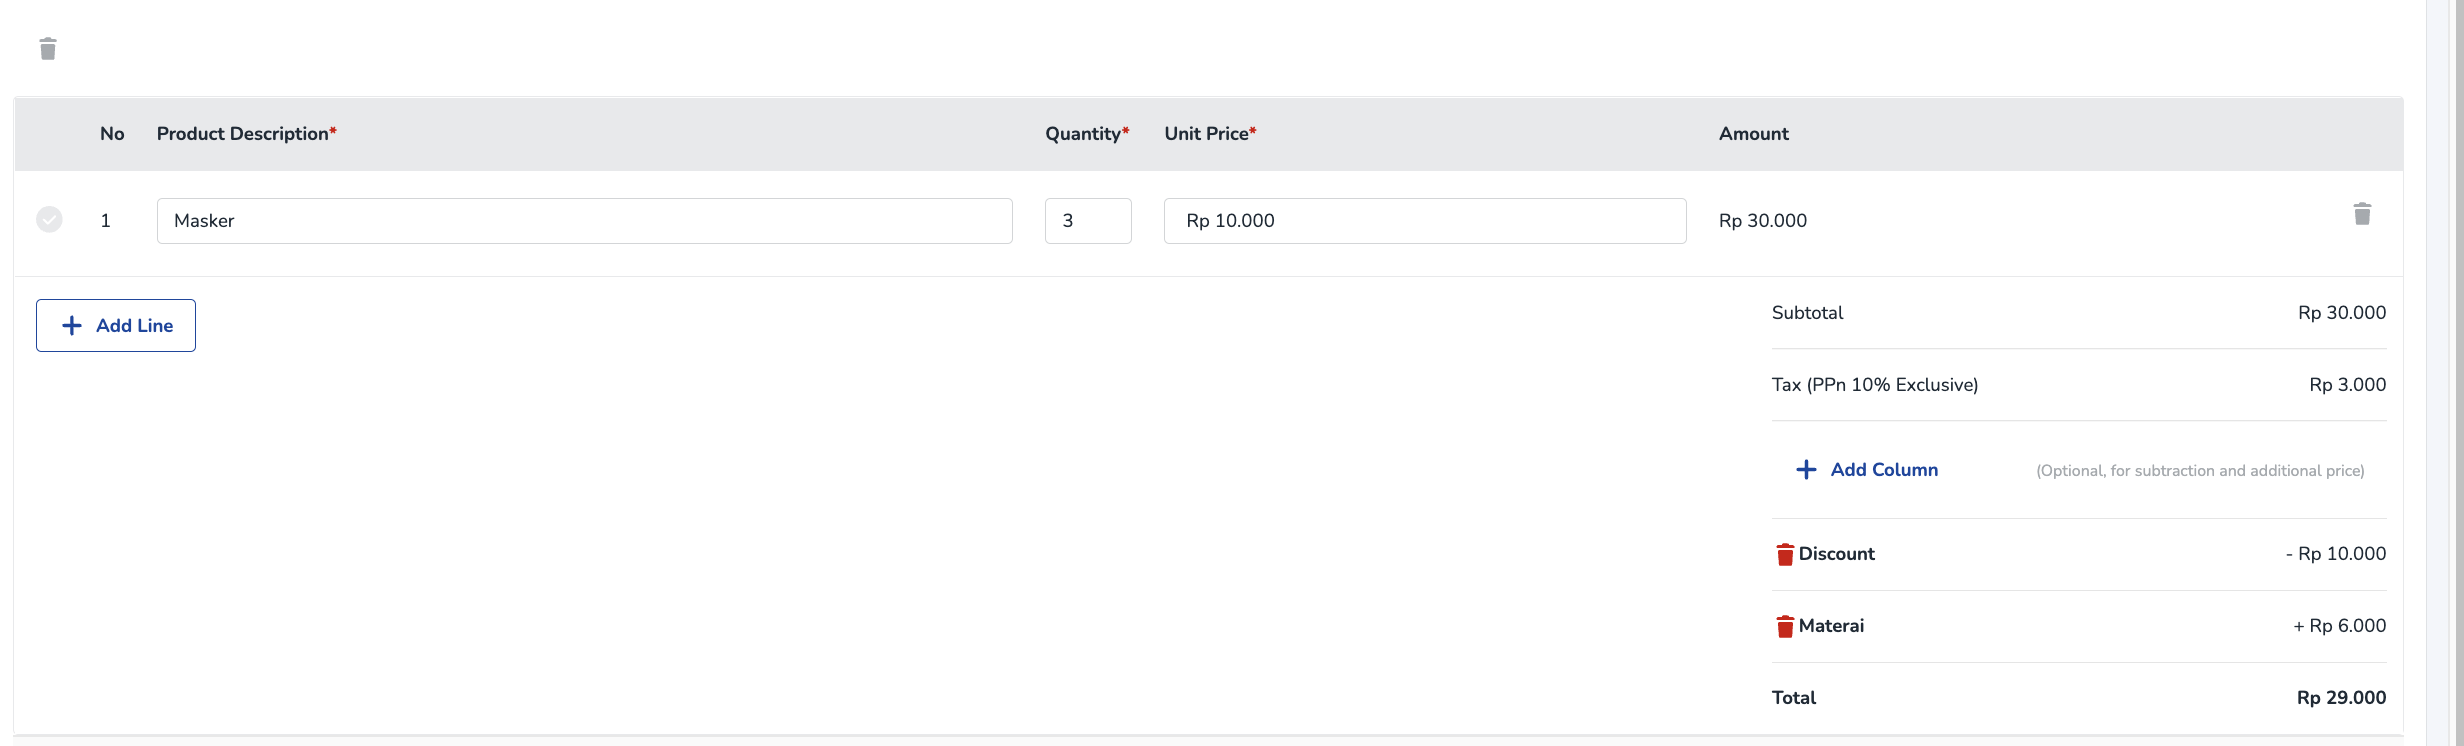 No Product Description* Quantity* Unit Price* Amount
1 Masker 3 Rp 10.000 Rp 30.000
Add Line
Subtotal Rp 30.000
Tax (PPn 10% Exclusive) Rp 3.000
Add Column (Optional, for subtraction and additional price)
Discount - Rp 10.000
Materai + Rp 6.000
Total Rp 29.000